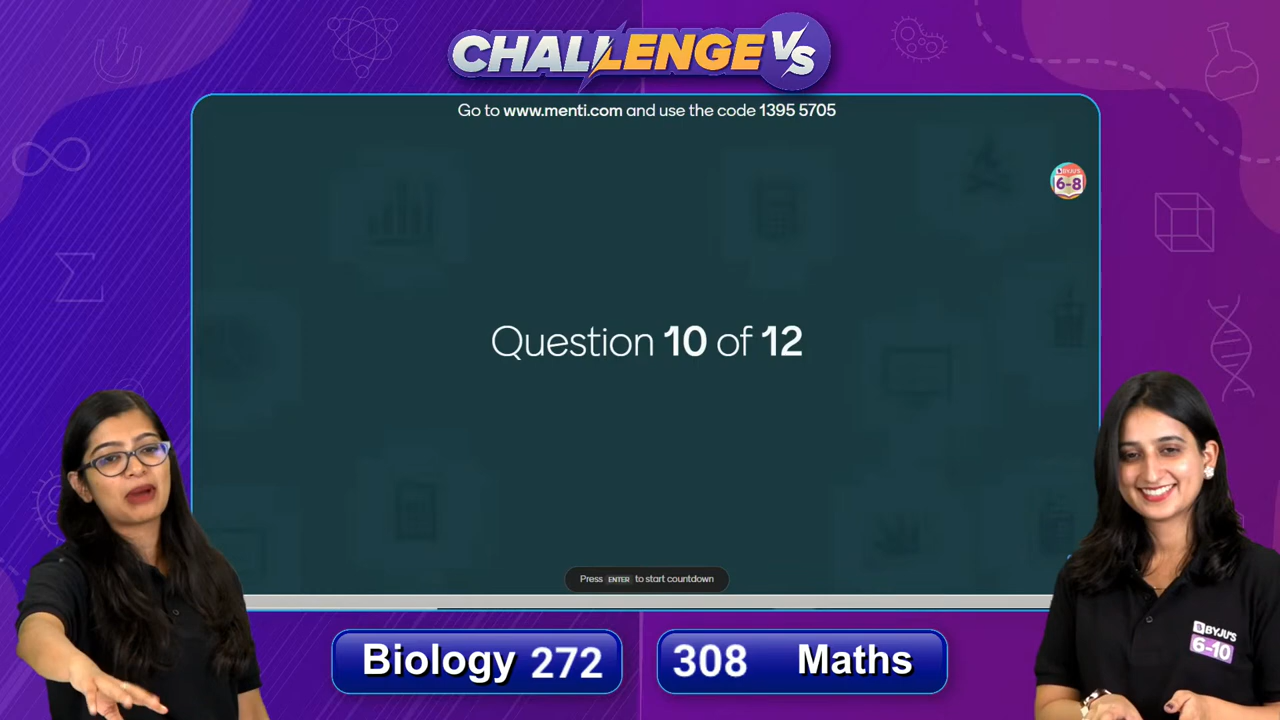 CHALLENGE VS
Go to www.menti.com and use the code 1395 5705
BYJU'S
6-8
Question 10 of 12
Press ENTER to start countdown
BYJU'S
6-10
Biology 272
308 Maths